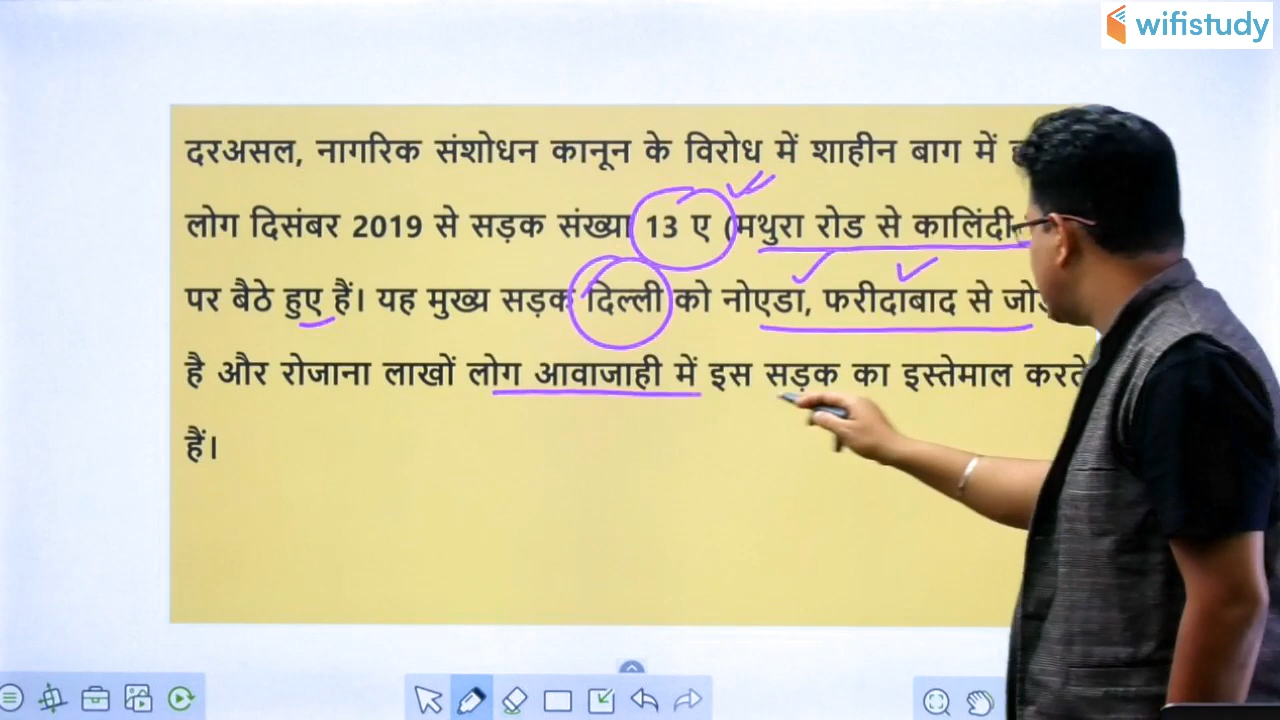 wifistudy
दरअसल, नागरिक संशोधन कानून के विरोध में शाहीन बाग में
लोग दिसंबर 2019 से सड़क संख्या 13 ए (मथुरा रोड से कालिंदी
पर बैठे हुए हैं। यह मुख्य सड़क दिल्ली को नोएडा, फरीदाबाद से
है और रोजाना लाखों लोग आवाजाही में इस सड़क का इस्तेमाल करते
हैं।